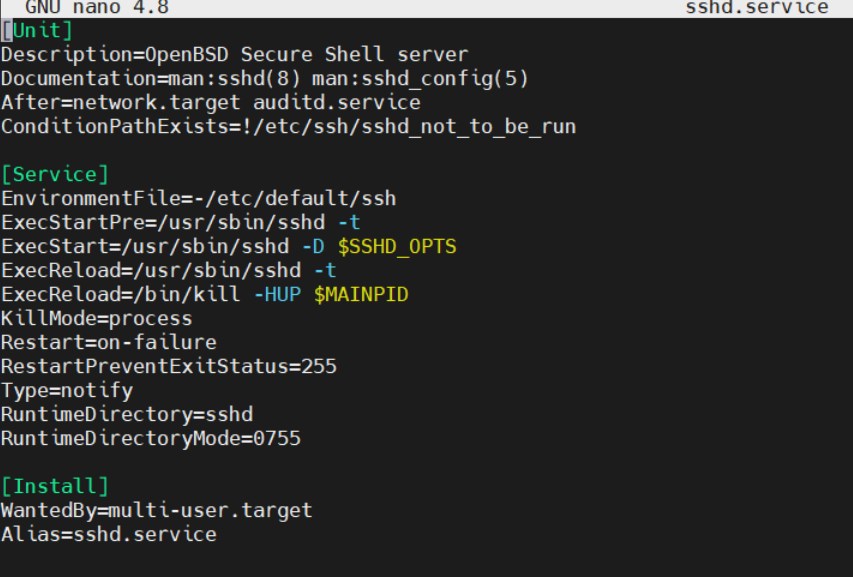 GNU nano 4.8 sshd.service
[Unit]
Description=OpenBSD Secure Shell server
Documentation=man:sshd(8) man:sshd_config(5)
After=network.target auditd.service
ConditionPathExists=!/etc/ssh/sshd_not_to_be_run
[Service]
EnvironmentFile=-/etc/default/ssh
ExecStartPre=/usr/sbin/sshd -t
ExecStart=/usr/sbin/sshd -D $SSHD_OPTS
ExecReload=/usr/sbin/sshd -t
ExecReload=/bin/kill -HUP $MAINPID
KillMode=process
Restart=on-failure
RestartPreventExitStatus=255
Type=notify
RuntimeDirectory=sshd
RuntimeDirectoryMode=0755
[Install]
WantedBy=multi-user.target
Alias=sshd.service